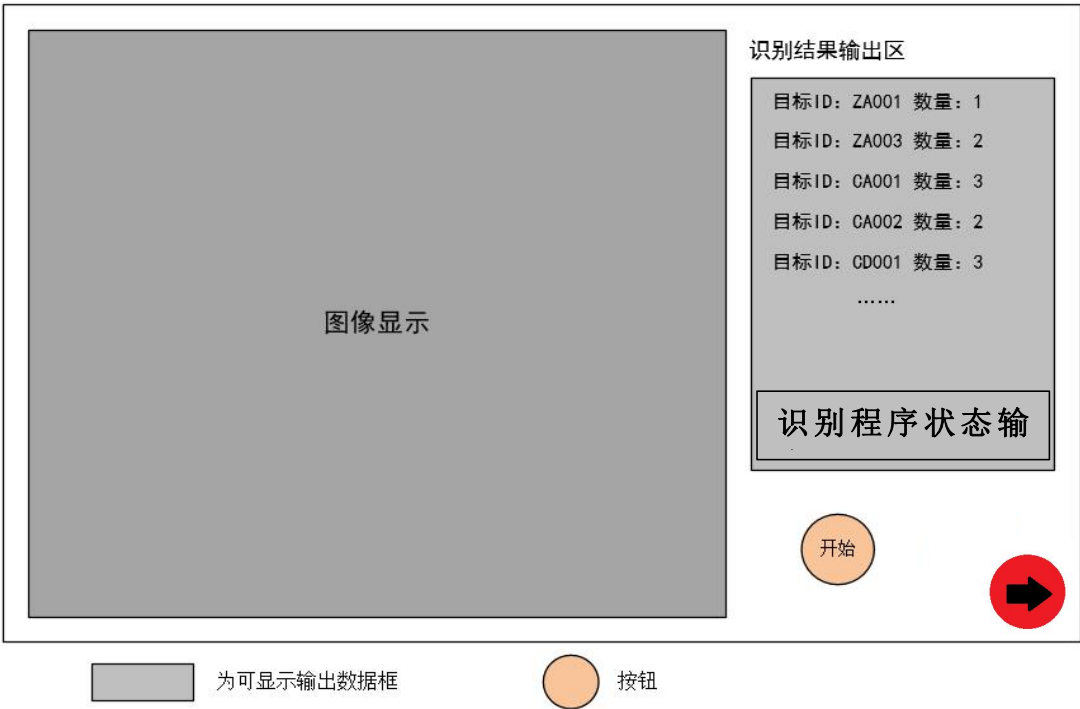 识别结果输出区
目标ID：ZA001 数量：1
目标ID：ZA003 数量：2
目标ID：CA001 数量：3
目标ID：CA002 数量：2
目标ID：CD001 数量：3
……
图像显示
识别程序状态输
开始
为可显示输出数据框
按钮